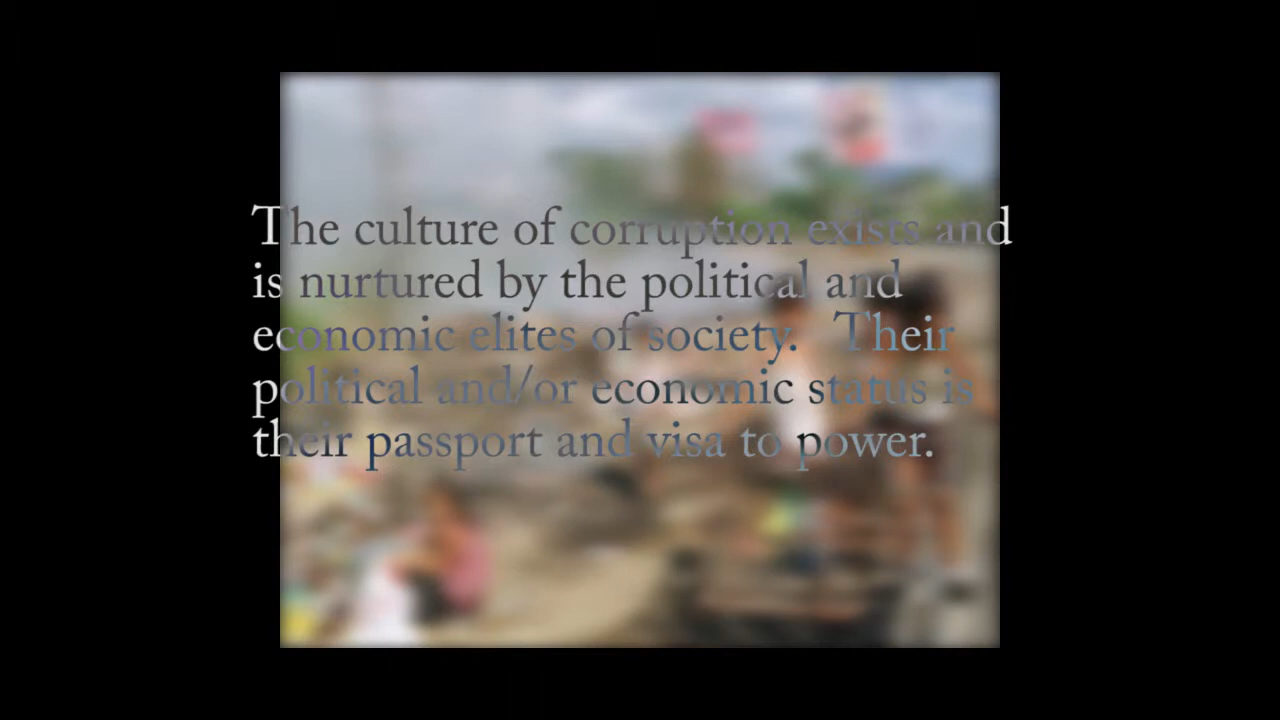 The culture of corruption exists and
is nurtured by the political and
economic elites of society.   Their
political and/or economic status is
their passport and visa to power.